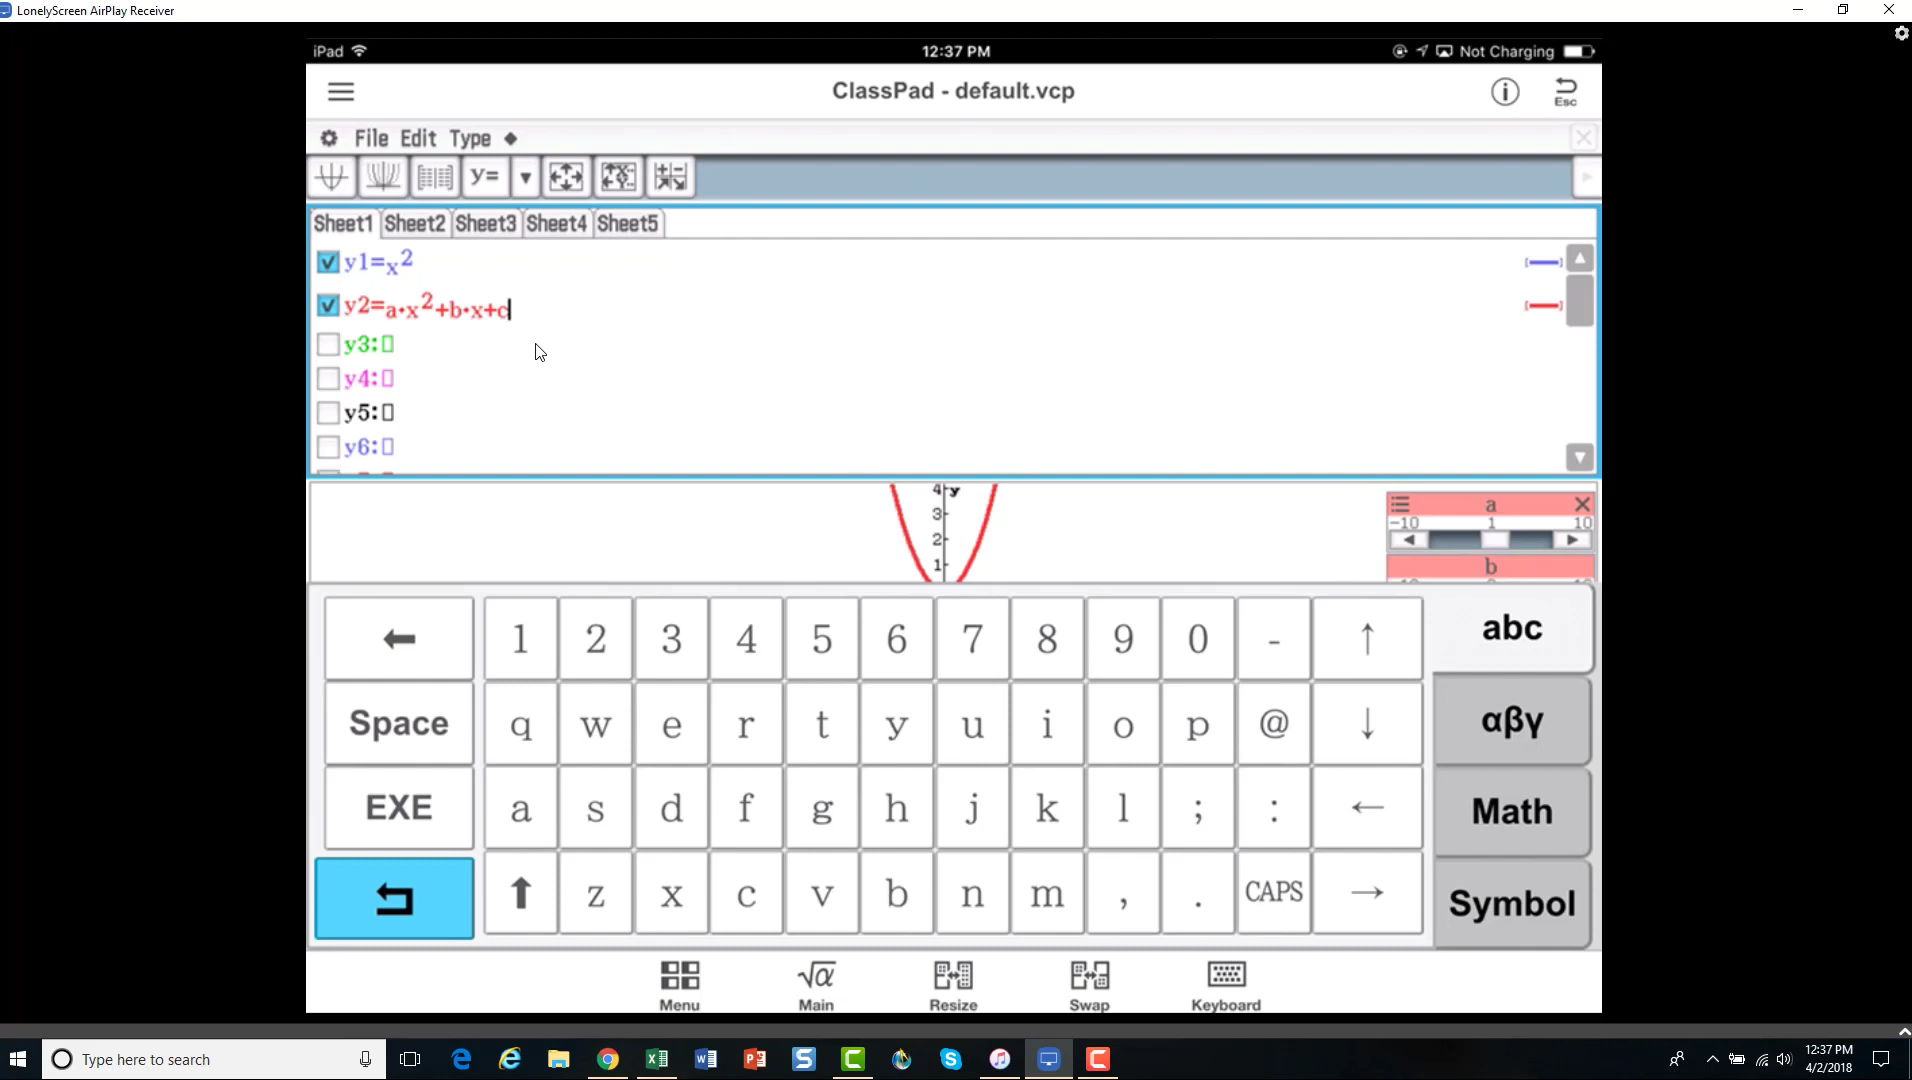 LonelyScreen AirPlay Receiver
iPad 12:37 PM Not Charging
ClassPad - default.vcp
Esc
File Edit Type
y=
Sheet1 Sheet2 Sheet3 Sheet4 Sheet5
y1=x²
y2=a·x²+b·x+c
y3:▯
y4:▯
y5:▯
y6:▯
4 y
3
2
1
a
-10 1 10
b
1 2 3 4 5 6 7 8 9 0 - ↑
Space q w e r t y u i o p @ ↓
EXE a s d f g h j k l ; : ←
z x c v b n m , . CAPS →
abc
αβγ
Math
Symbol
√α
Menu Main Resize Swap Keyboard
Type here to search
12:37 PM
4/2/2018